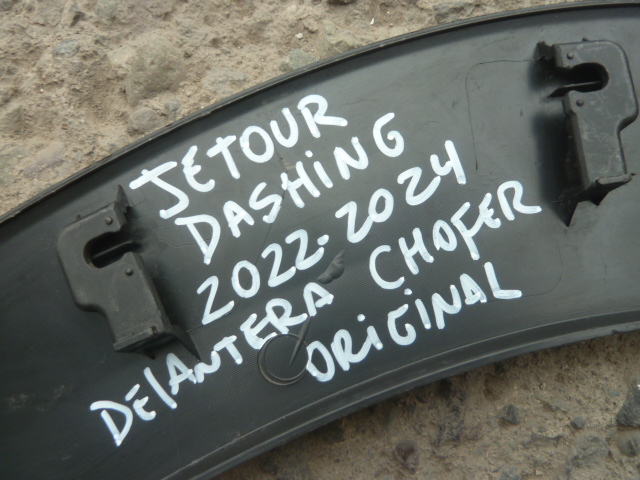 JETOUR
DASHING
2022-2024
DElANTERA CHOFER
ORIGINAL